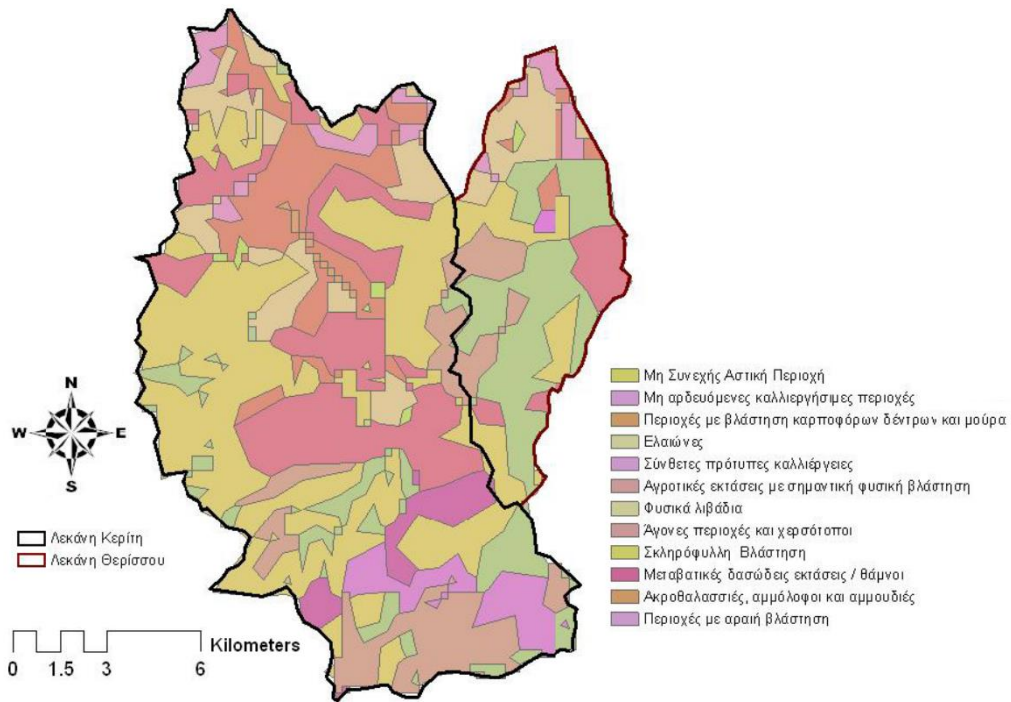 N
W E
S
Λεκάνη Κερίτη
Λεκάνη Θερίσσου
Kilometers
0 1.5 3 6
Μη Συνεχής Αστική Περιοχή
Μη αρδευόμενες καλλιεργήσιμες περιοχές
Περιοχές με βλάστηση καρποφόρων δέντρων και μούρα
Ελαιώνες
Σύνθετες πρότυπες καλλιέργειες
Αγροτικές εκτάσεις με σημαντική φυσική βλάστηση
Φυσικά λιβάδια
Άγονες περιοχές και χερσότοποι
Σκληρόφυλλη Βλάστηση
Μεταβατικές δασώδεις εκτάσεις / θάμνοι
Ακροθαλασσιές, αμμόλοφοι και αμμουδιές
Περιοχές με αραιή βλάστηση